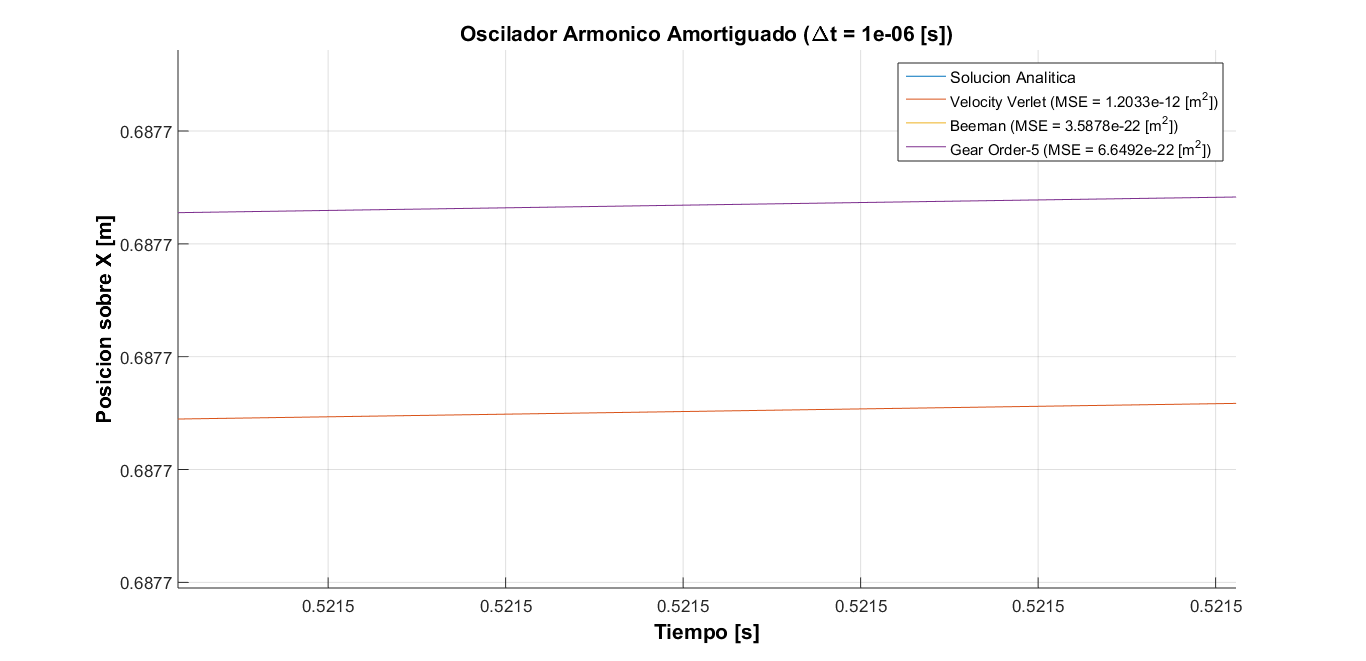 Oscilador Armonico Amortiguado (Δt = 1e-06 [s])
Solucion Analitica
Velocity Verlet (MSE = 1.2033e-12 [m²])
Beeman (MSE = 3.5878e-22 [m²])
Gear Order-5 (MSE = 6.6492e-22 [m²])
Posicion sobre X [m]
0.6877
0.6877
0.6877
0.6877
0.6877
0.5215 0.5215 0.5215 0.5215 0.5215 0.5215
Tiempo [s]